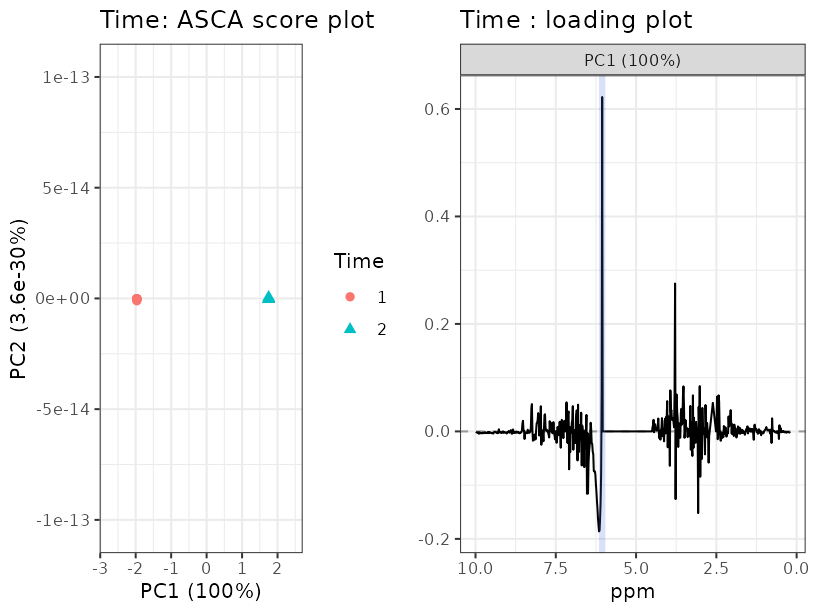 Time: ASCA score plot
1e-13
5e-14
0e+00
-5e-14
-1e-13
-3 -2 -1 0 1 2
PC1 (100%)
PC2 (3.6e-30%)
Time
1
2
Time : loading plot
PC1 (100%)
0.6
0.4
0.2
0.0
-0.2
10.0 7.5 5.0 2.5 0.0
ppm